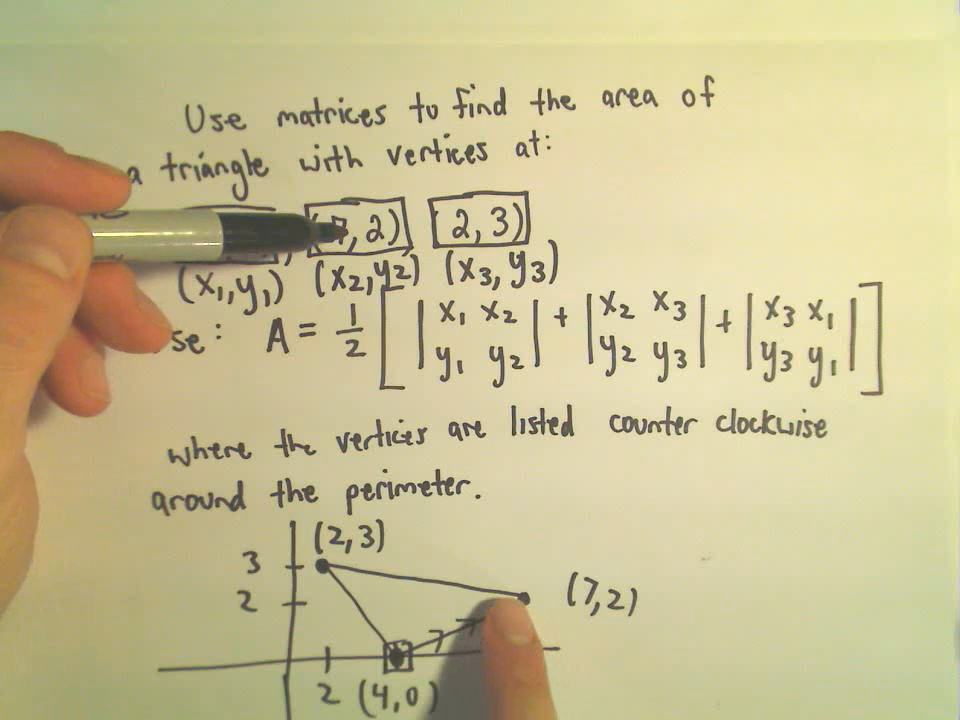 Use matrices to find the area of
a triangle with vertices at:
(7, 2) (2, 3)
(x1, y1) (x2, y2) (x3, y3)
A = 1/2 [ | x1 x2 | + | x2 x3 | + | x3 x1 | ]
| y1 y2 | | y2 y3 | | y3 y1 |
where the vertices are listed counter clockwise
around the perimeter.
(2, 3)
3
2
(7, 2)
2 (4, 0)